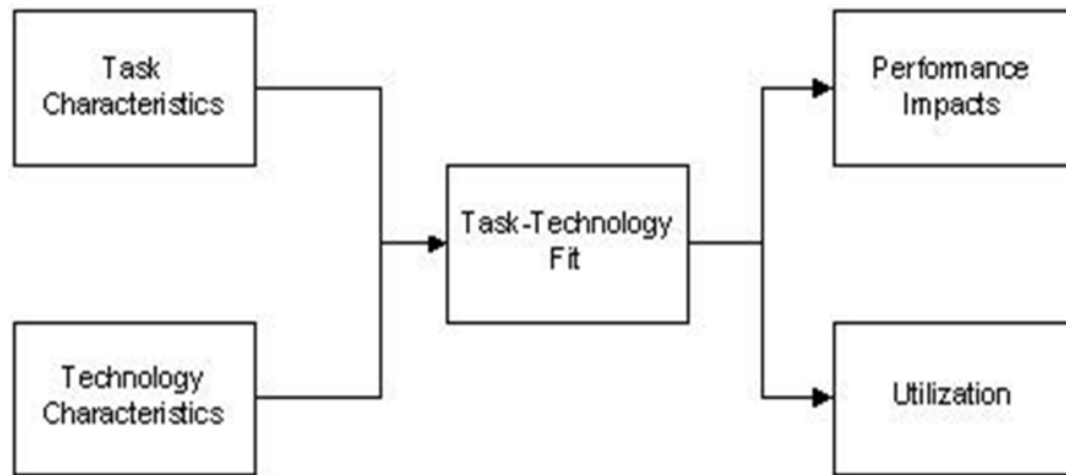 Task
Characteristics
Performance
Impacts
Task-Technology
Fit
Technology
Characteristics
Utilization